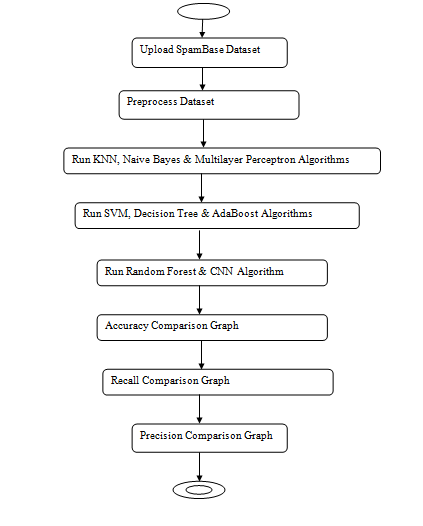 Upload SpamBase Dataset
Preprocess Dataset
Run KNN, Naive Bayes & Multilayer Perceptron Algorithms
Run SVM, Decision Tree & AdaBoost Algorithms
Run Random Forest & CNN Algorithm
Accuracy Comparison Graph
Recall Comparison Graph
Precision Comparison Graph